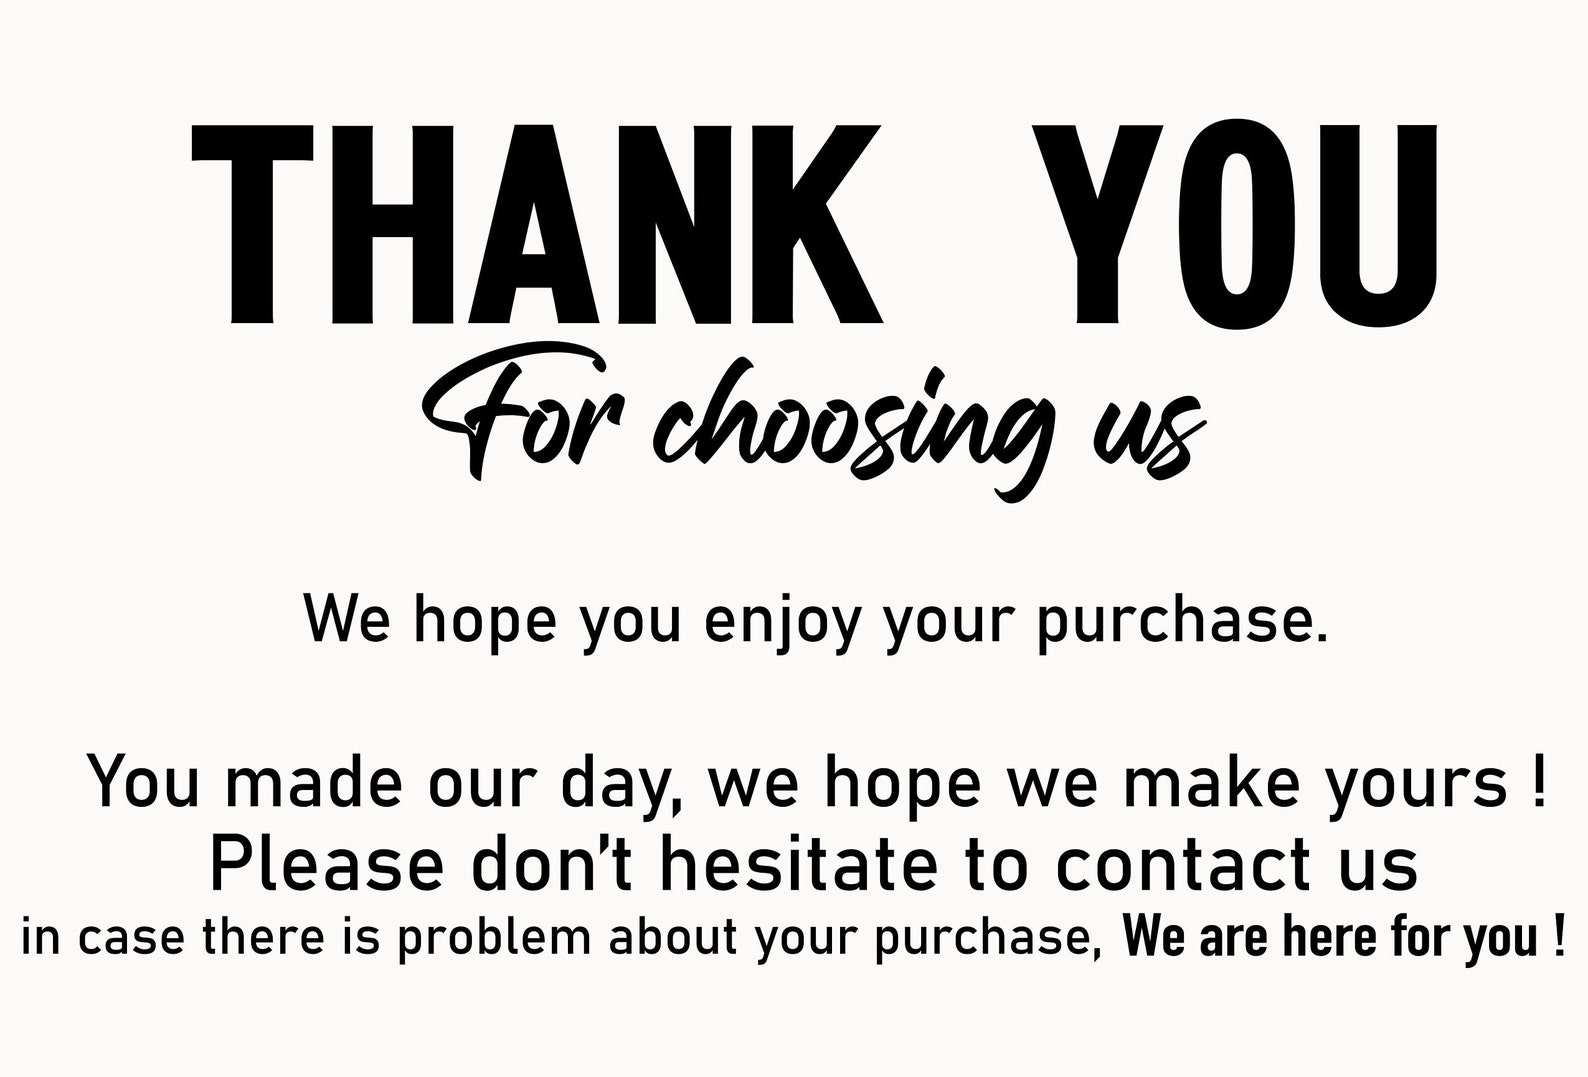 THANK YOU
For choosing us
We hope you enjoy your purchase.
You made our day, we hope we make yours !
Please don’t hesitate to contact us
in case there is problem about your purchase, We are here for you !